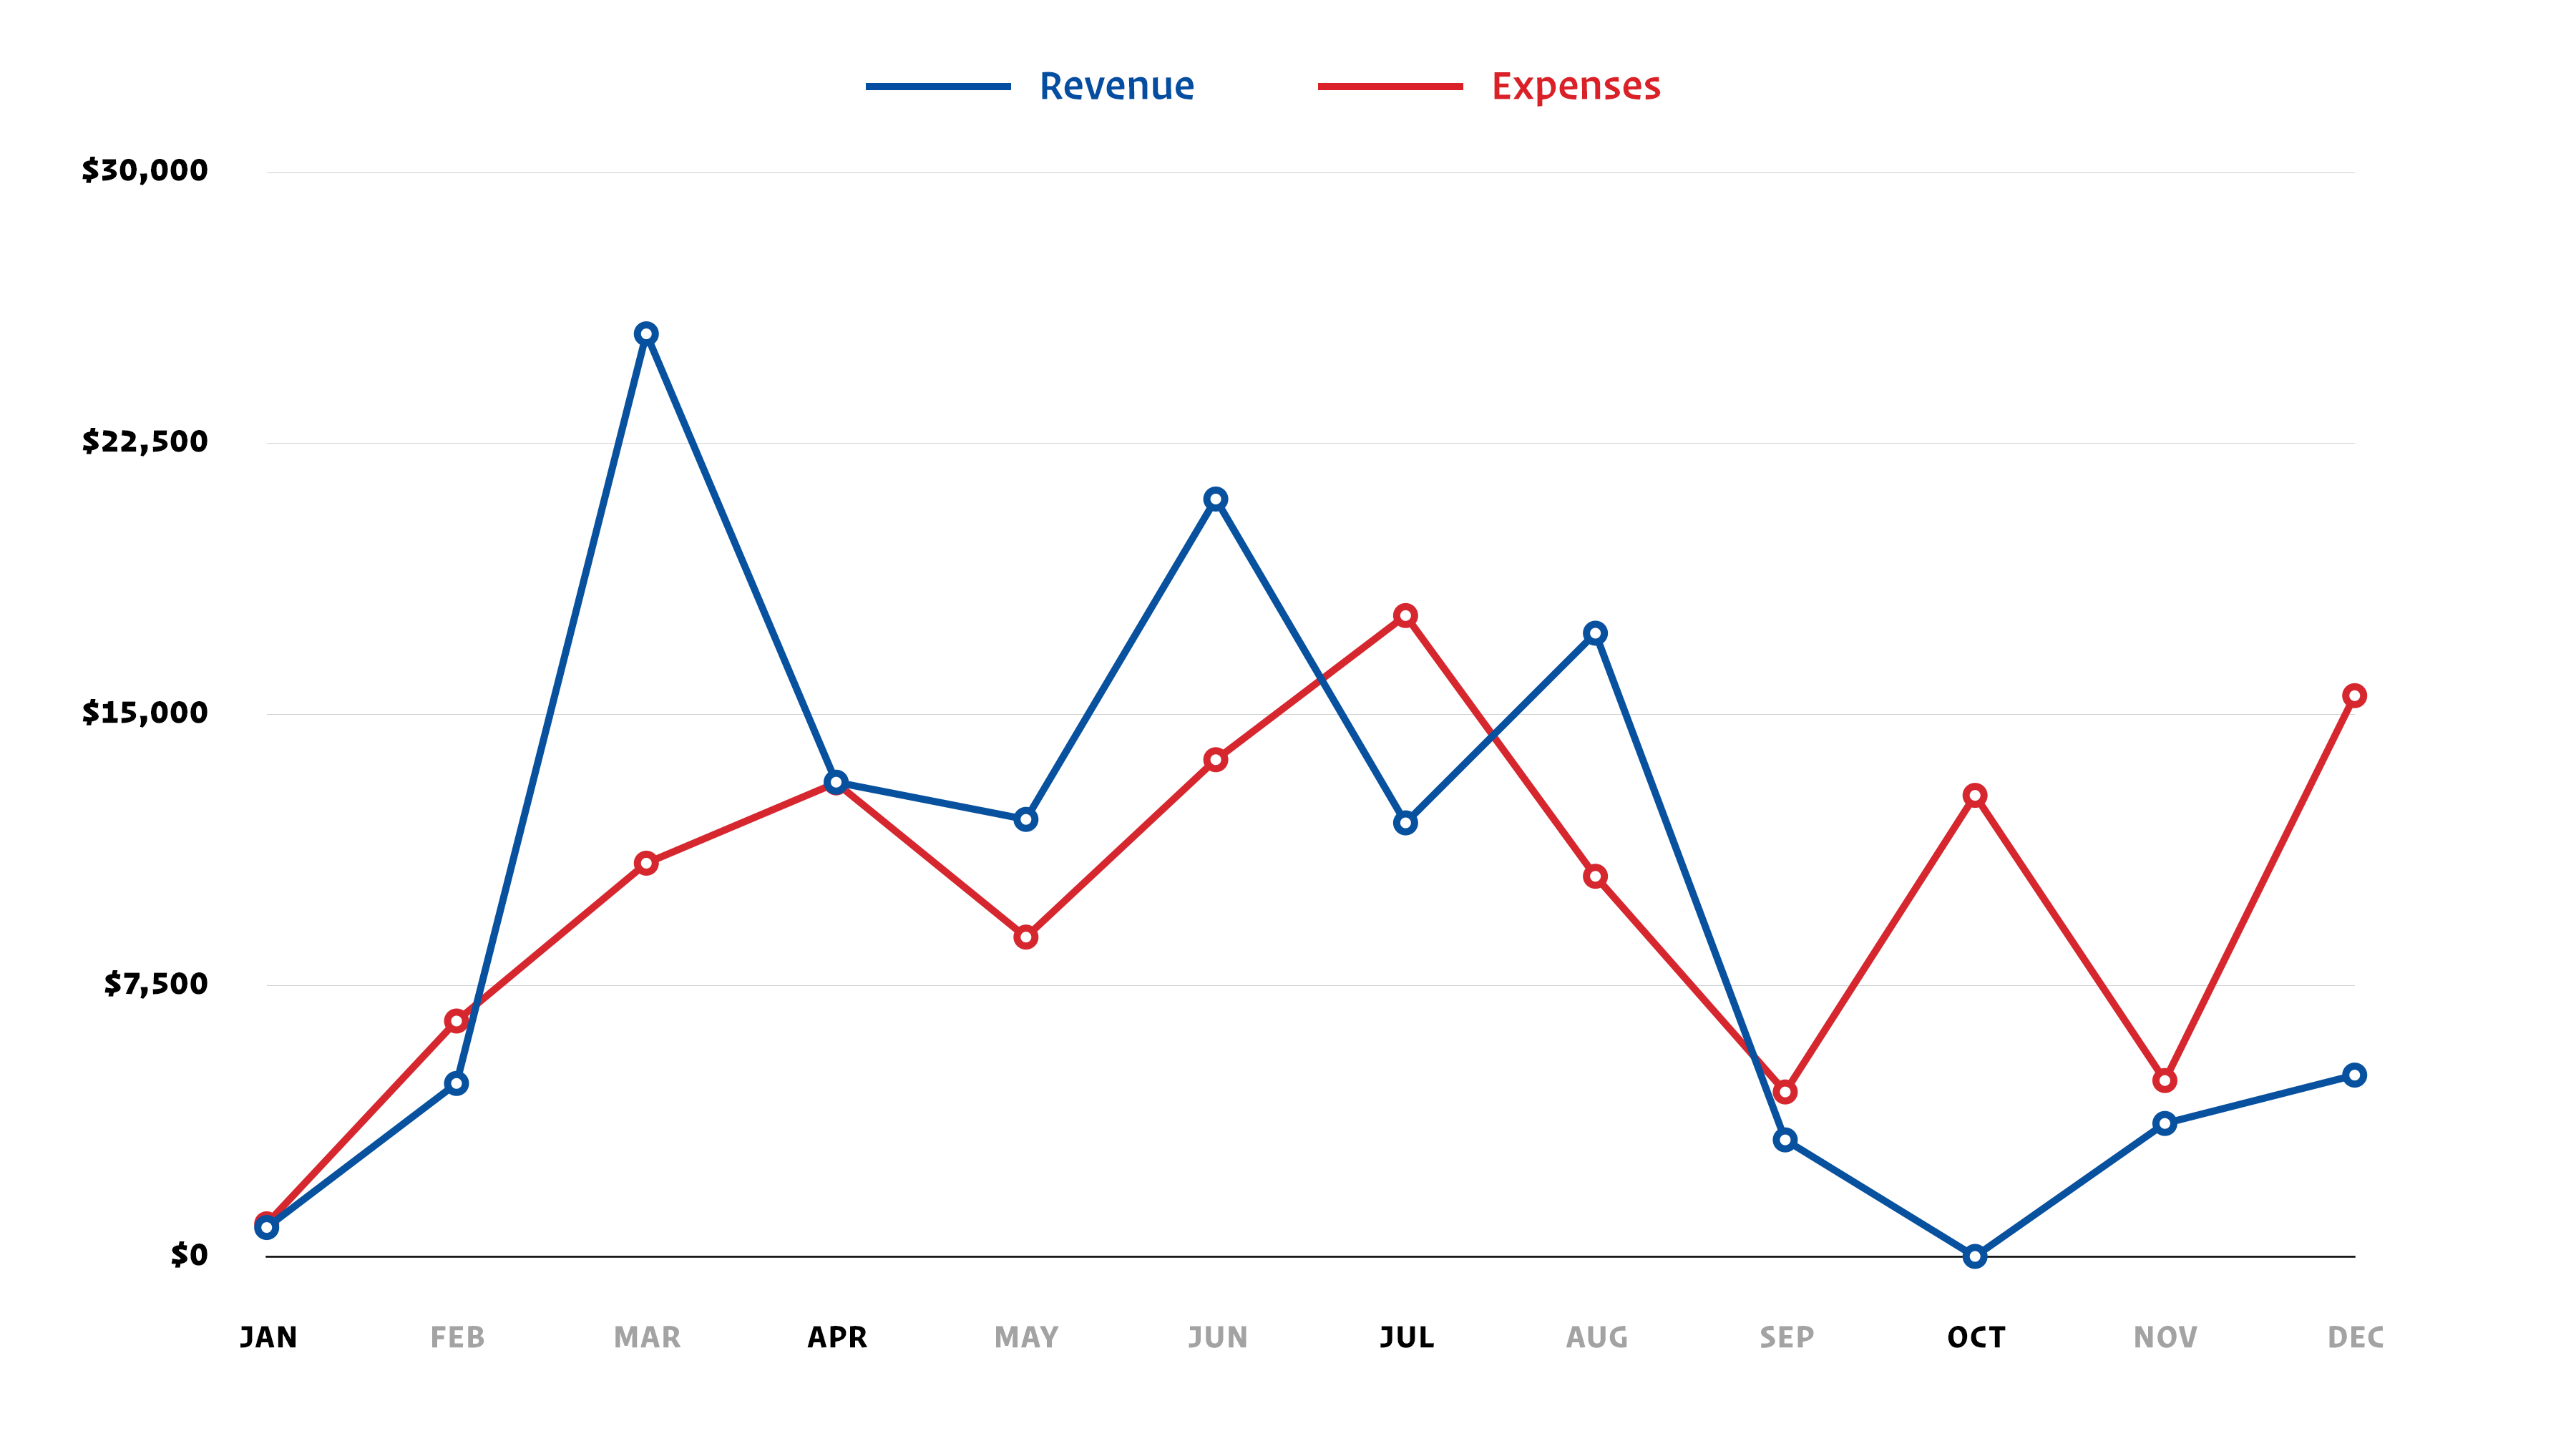 Revenue Expenses
$30,000
$22,500
$15,000
$7,500
$0
JAN FEB MAR APR MAY JUN JUL AUG SEP OCT NOV DEC